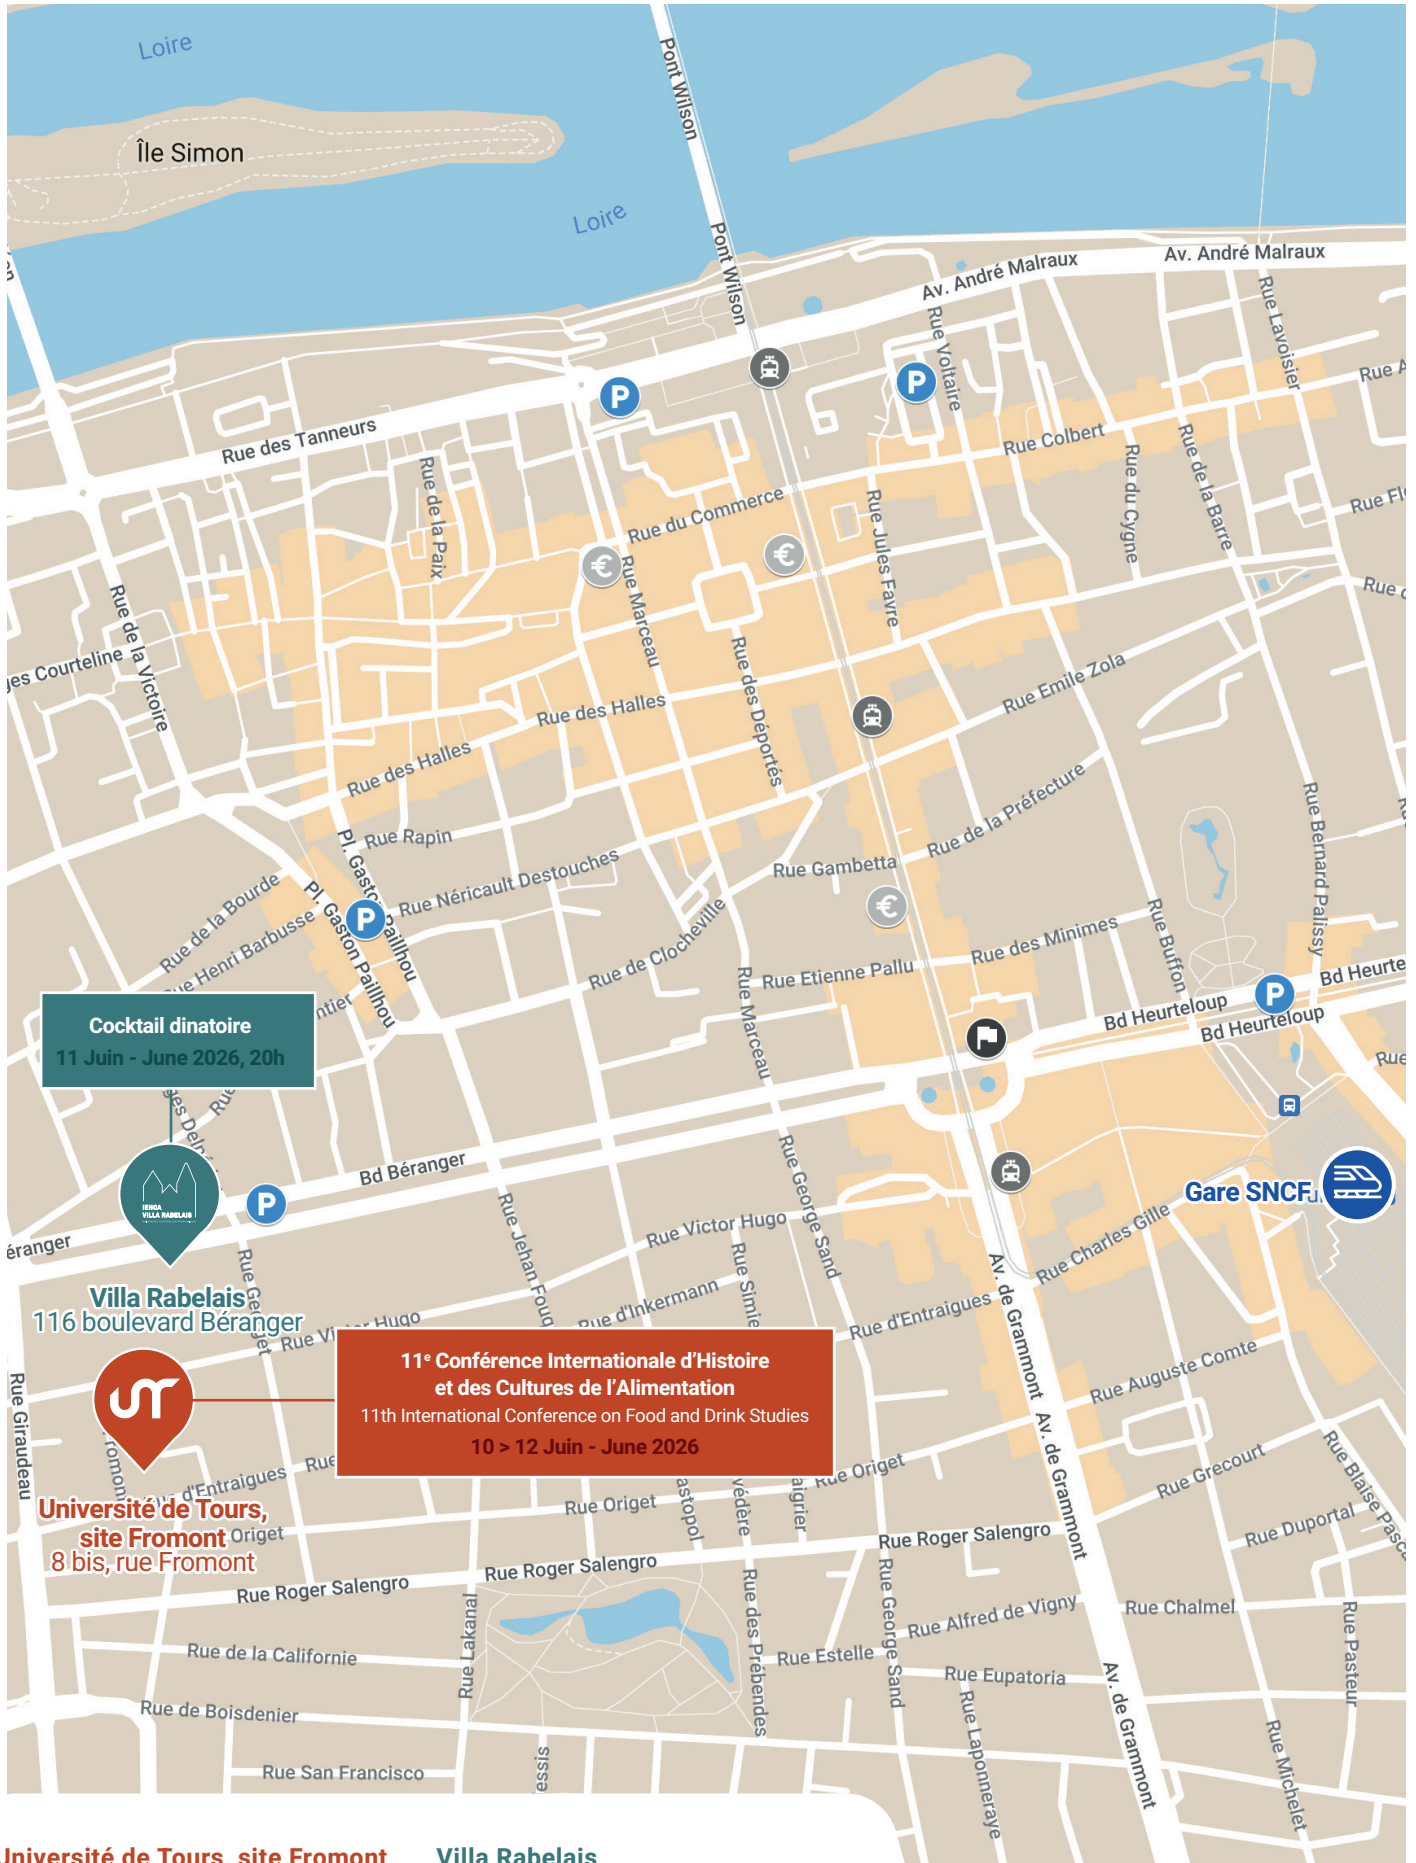 Loire
Pont Wilson
Île Simon
Loire
Pont Wilson
Av. André Malraux
Av. André Malraux
Rue Lavoisier
Rue Voltaire
P
P
Rue des Tanneurs
Rue Colbert
Rue de la Paix
Rue du Cygne
Rue de la Barre
Rue du Commerce
Rue Jules Favre
€
€
Rue Marceau
Rue de la Victoire
Rue des Déportés
Rue Emile Zola
Rue des Halles
Rue des Halles
Rue de la Préfecture
Rue Bernard Palissy
Pl. Gaston Paillhou
Rue Rapin
Rue Gambetta
Rue Néricault Destouches
Pl. Gaston Paillhou
P
€
Rue de la Bourde
Rue Henri Barbusse
Rue de Clocheville
Rue des Minimes
Rue Buffon
Rue Etienne Pallu
Rue Marceau
P
Bd Heurteloup
Bd Heurteloup
Cocktail dinatoire
11 Juin - June 2026, 20h
Rue George Sand
Bd Béranger
P
IEHCA
VILLA RABELAIS
Gare SNCF
Rue Charles Gille
Rue Victor Hugo
Av. de Grammont
Villa Rabelais
116 boulevard Béranger
Rue d'Entraigues
Rue Auguste Comte
Rue Giraudeau
11e Conférence Internationale d'Histoire
et des Cultures de l'Alimentation
11th International Conference on Food and Drink Studies
10 > 12 Juin - June 2026
Av. de Grammont
Rue Origet
Rue Grecourt
Université de Tours,
site Fromont
8 bis, rue Fromont
Origet
Rue Origet
Rue Duportal
Rue Roger Salengro
Rue Roger Salengro
Rue Roger Salengro
Rue Lakanal
Rue des Prébendes
Rue George Sand
Rue Alfred de Vigny
Rue Chalmel
Rue Pasteur
Rue de la Californie
Rue Estelle
Rue Eupatoria
Av. de Grammont
Rue de Boisdenier
Rue Laponneraye
Rue Michelet
Rue San Francisco
Université de Tours, site Fromont
Villa Rabelais